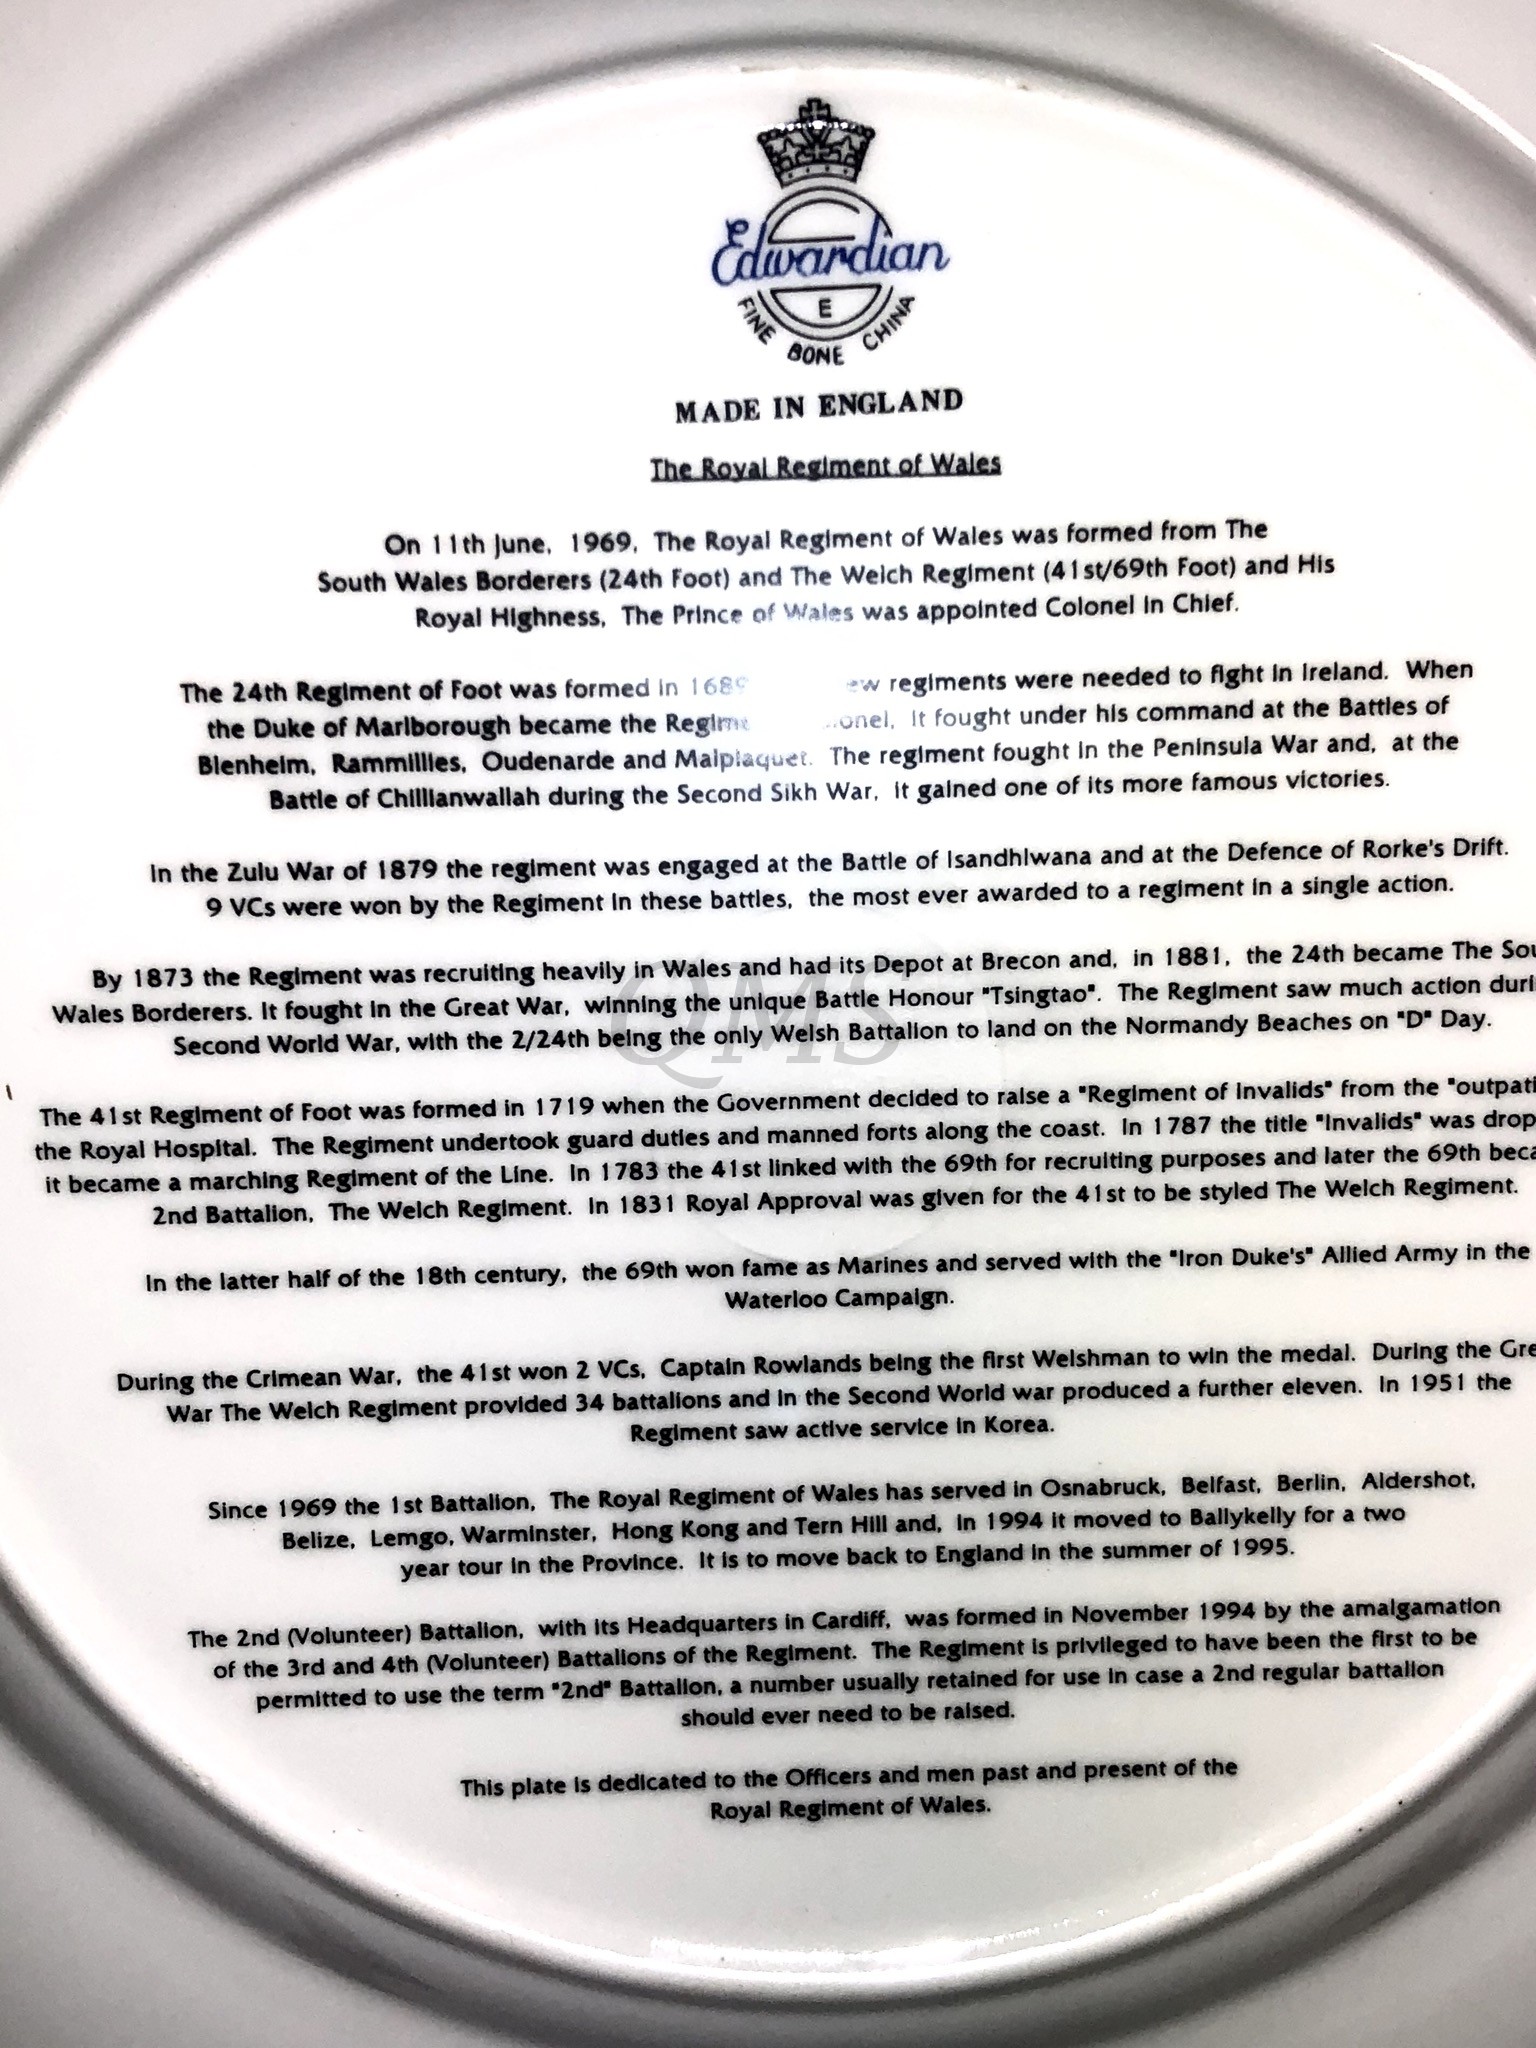 Edwardian
E
FINE BONE CHINA
MADE IN ENGLAND
The Royal Regiment of Wales
On 11th June, 1969, The Royal Regiment of Wales was formed from The
South Wales Borderers (24th Foot) and The Welch Regiment (41st/69th Foot) and His
Royal Highness, The Prince of Wales was appointed Colonel in Chief.
The 24th Regiment of Foot was formed in 1689 regiments were needed to fight in Ireland. When
the Duke of Marlborough became the it fought under his command at the Battles of
Blenheim, Rammillies, Oudenarde and Malplaquet. The regiment fought in the Peninsula War and, at the
Battle of Chillianwallah during the Second Sikh War, it gained one of its more famous victories.
In the Zulu War of 1879 the regiment was engaged at the Battle of Isandhlwana and at the Defence of Rorke's Drift.
9 VCs were won by the Regiment in these battles, the most ever awarded to a regiment in a single action.
By 1873 the Regiment was recruiting heavily in Wales and had its Depot at Brecon and, in 1881, the 24th became The
Wales Borderers. It fought in the Great War, winning the unique Battle Honour "Tsingtao". The Regiment saw much action
Second World War, with the 2/24th being the only Welsh Battalion to land on the Normandy Beaches on "D" Day.
QMS
The 41st Regiment of Foot was formed in 1719 when the Government decided to raise a "Regiment of Invalids" from the
the Royal Hospital. The Regiment undertook guard duties and manned forts along the coast. In 1787 the title "Invalids" was
it became a marching Regiment of the Line. In 1783 the 41st linked with the 69th for recruiting purposes and later the 69th
2nd Battalion, The Welch Regiment. In 1831 Royal Approval was given for the 41st to be styled The Welch Regiment.
In the latter half of the 18th century, the 69th won fame as Marines and served with the "Iron Duke's" Allied Army in the
Waterloo Campaign.
During the Crimean War, the 41st won 2 VCs, Captain Rowlands being the first Welshman to win the medal. During the
War The Welch Regiment provided 34 battalions and in the Second World war produced a further eleven. In 1951 the
Regiment saw active service in Korea.
Since 1969 the 1st Battalion, The Royal Regiment of Wales has served in Osnabruck, Belfast, Berlin, Aldershot,
Belize, Lemgo, Warminster, Hong Kong and Tern Hill and, in 1994 it moved to Ballykelly for a two
year tour in the Province. It is to move back to England in the summer of 1995.
The 2nd (Volunteer) Battalion, with its Headquarters in Cardiff, was formed in November 1994 by the amalgamation
of the 3rd and 4th (Volunteer) Battalions of the Regiment. The Regiment is privileged to have been the first to be
permitted to use the term "2nd" Battalion, a number usually retained for use in case a 2nd regular battalion
should ever need to be raised.
This plate is dedicated to the Officers and men past and present of the
Royal Regiment of Wales.